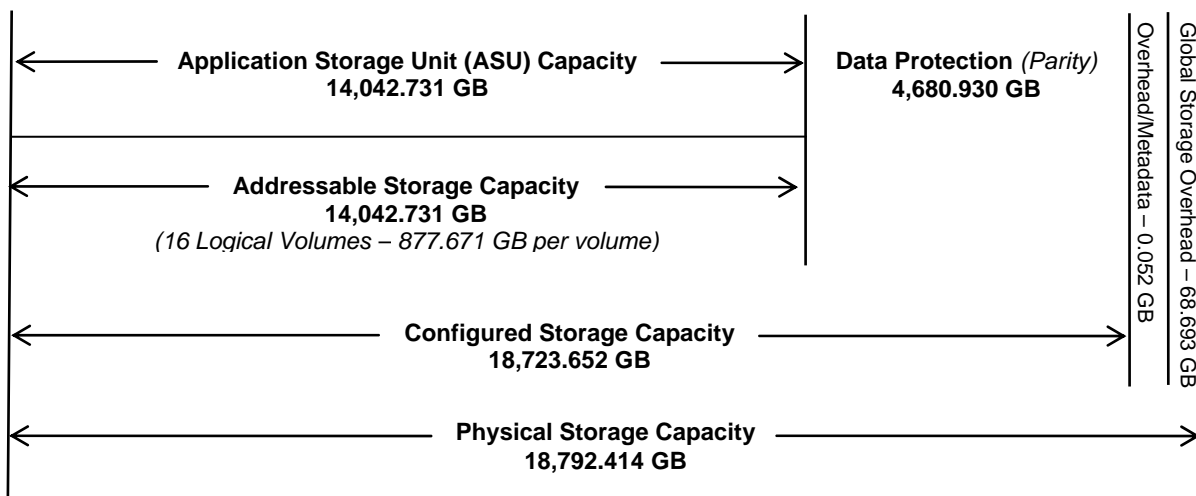 Application Storage Unit (ASU) Capacity
14,042.731 GB
Data Protection (Parity)
4,680.930 GB
Addressable Storage Capacity
14,042.731 GB
(16 Logical Volumes – 877.671 GB per volume)
Configured Storage Capacity
18,723.652 GB
Physical Storage Capacity
18,792.414 GB
Overhead/Metadata – 0.052 GB
Global Storage Overhead – 68.693 GB